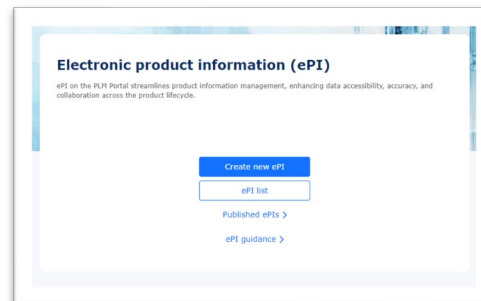 Electronic product information (ePI)
ePI on the PLM Portal streamlines product information management, enhancing data accessibility, accuracy, and
collaboration across the product lifecycle.
Create new ePI
ePI list
Published ePIs >
ePI guidance >